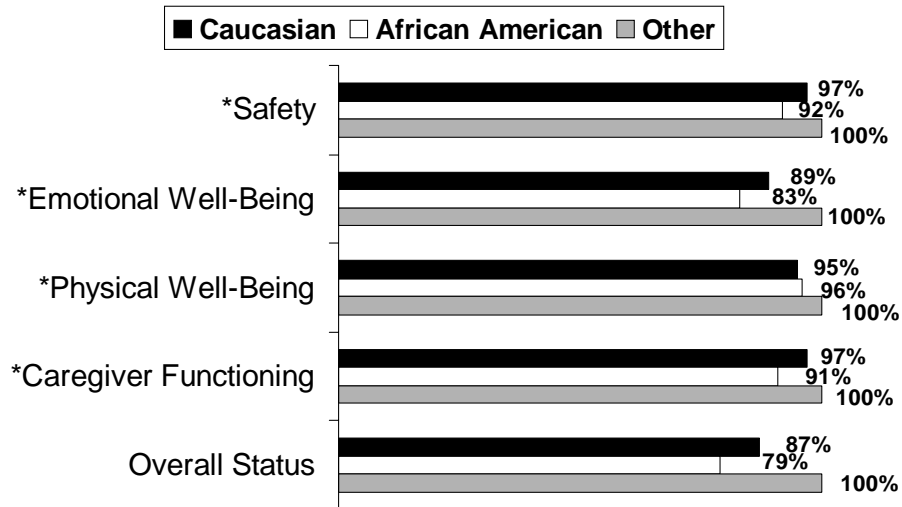 Caucasian African American Other
*Safety
97%
92%
100%
*Emotional Well-Being
89%
83%
100%
*Physical Well-Being
95%
96%
100%
*Caregiver Functioning
97%
91%
100%
Overall Status
87%
79%
100%